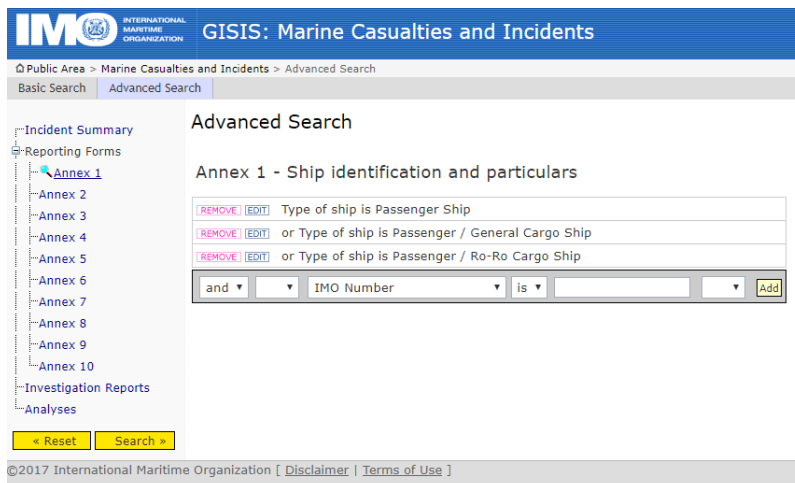 IMO INTERNATIONAL MARITIME ORGANIZATION
GISIS: Marine Casualties and Incidents
Public Area > Marine Casualties and Incidents > Advanced Search
Basic Search Advanced Search
Incident Summary
Reporting Forms
Annex 1
Annex 2
Annex 3
Annex 4
Annex 5
Annex 6
Annex 7
Annex 8
Annex 9
Annex 10
Investigation Reports
Analyses
« Reset Search »
Advanced Search
Annex 1 - Ship identification and particulars
REMOVE EDIT Type of ship is Passenger Ship
REMOVE EDIT or Type of ship is Passenger / General Cargo Ship
REMOVE EDIT or Type of ship is Passenger / Ro-Ro Cargo Ship
and IMO Number is Add
©2017 International Maritime Organization [ Disclaimer | Terms of Use ]